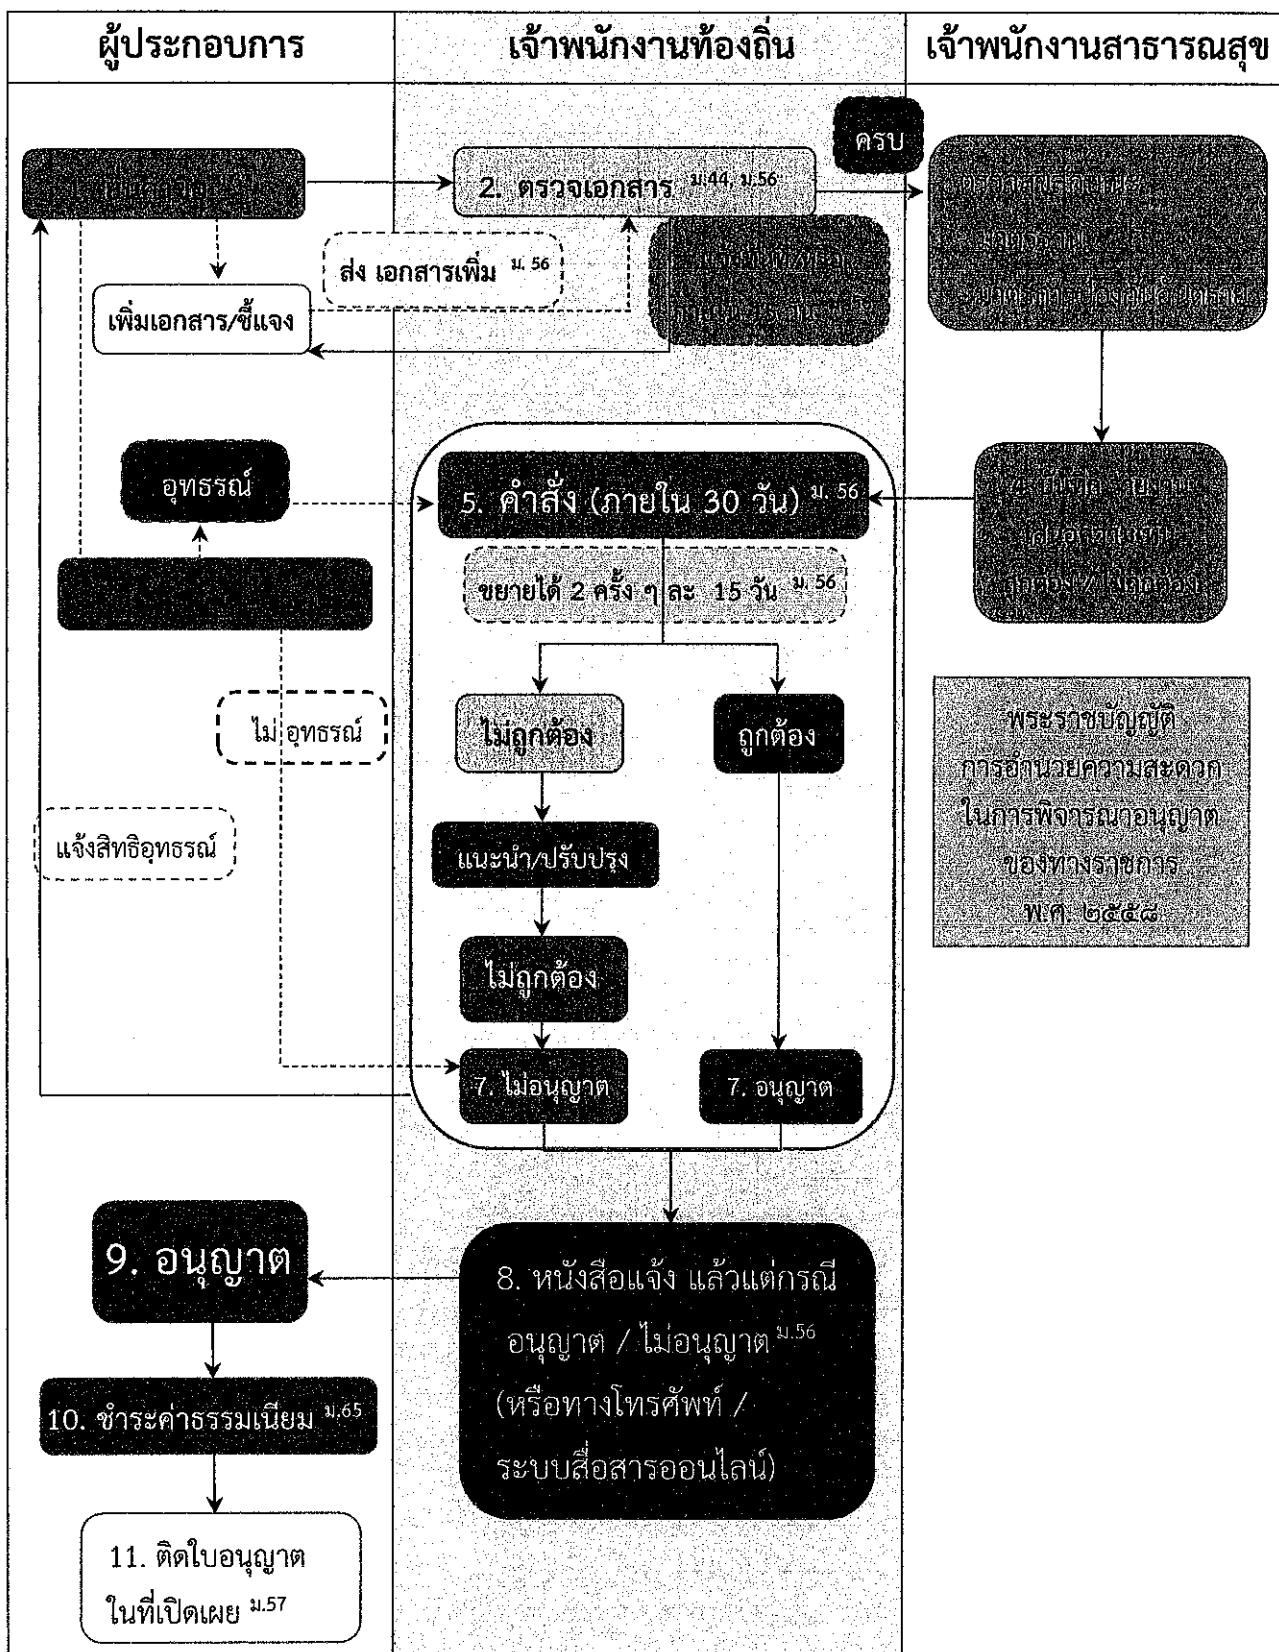 ผู้ประกอบการ
เจ้าพนักงานท้องถิ่น
เจ้าพนักงานสาธารณสุข
ครบ
2. ตรวจเอกสาร ม.44, ม.56
ส่ง เอกสารเพิ่ม ม. 56
เพิ่มเอกสาร/ชี้แจง
อุทธรณ์
5. คำสั่ง (ภายใน 30 วัน) ม. 56
ถูกต้อง / ไม่ถูกต้อง
ขยายได้ 2 ครั้ง ๆ ละ 15 วัน ม. 56
ไม่ อุทธรณ์
ไม่ถูกต้อง
ถูกต้อง
พระราชบัญญัติ
การอำนวยความสะดวก
ในการพิจารณาอนุญาต
ของทางราชการ
พ.ศ. ๒๕๕๘
แจ้งสิทธิอุทธรณ์
แนะนำ/ปรับปรุง
ไม่ถูกต้อง
7. ไม่อนุญาต
7. อนุญาต
9. อนุญาต
8. หนังสือแจ้ง แล้วแต่กรณี
อนุญาต / ไม่อนุญาต ม.56
(หรือทางโทรศัพท์ /
ระบบสื่อสารออนไลน์)
10. ชำระค่าธรรมเนียม ม.65
11. ติดใบอนุญาต
ในที่เปิดเผย ม.57